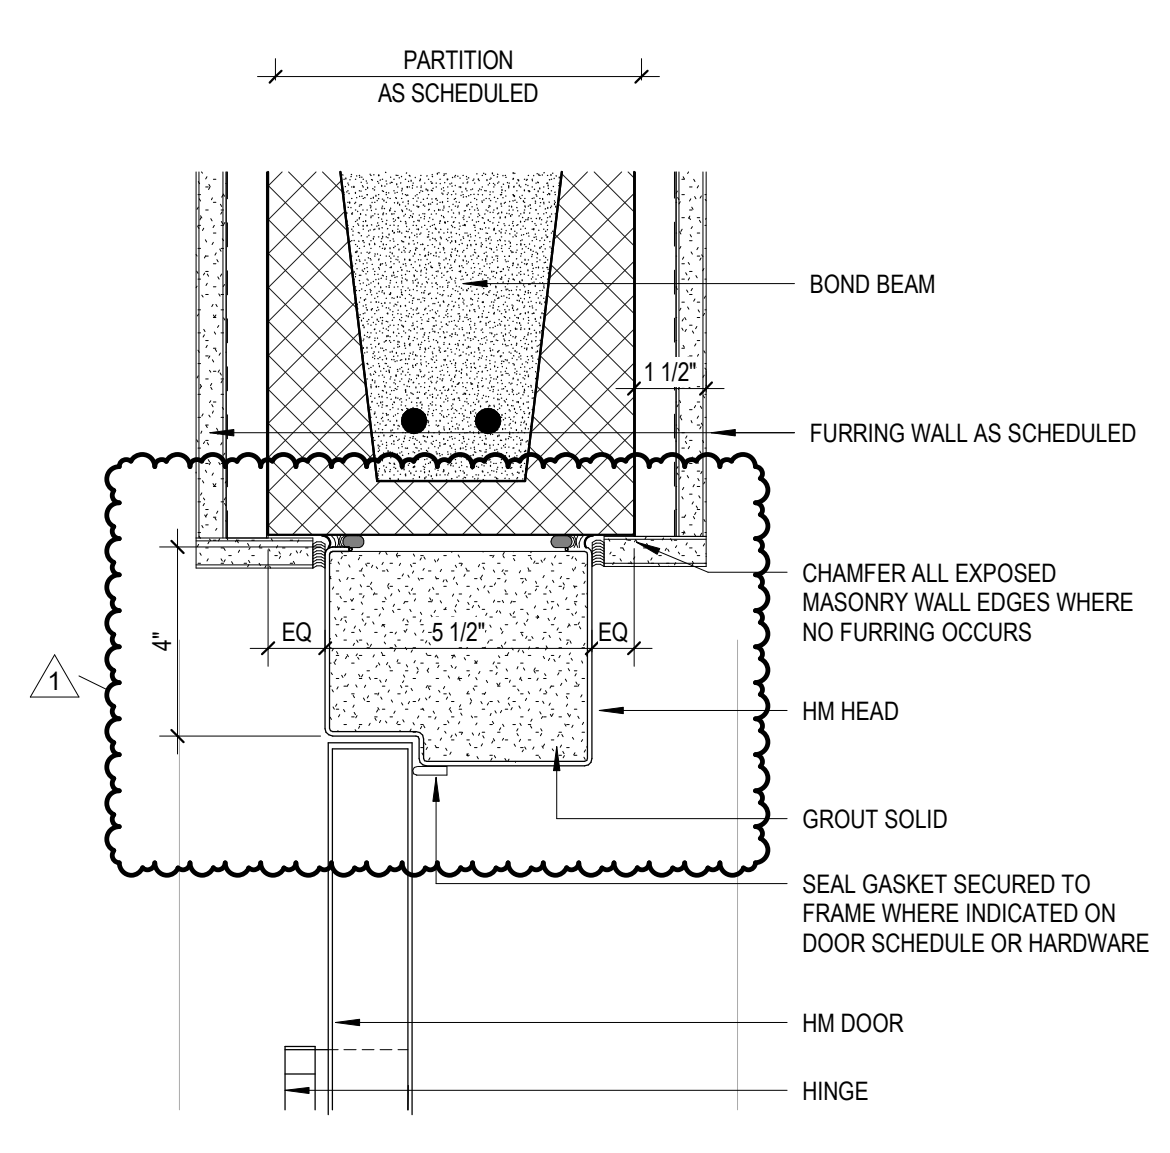 PARTITION
AS SCHEDULED
BOND BEAM
1 1/2"
FURRING WALL AS SCHEDULED
CHAMFER ALL EXPOSED
MASONRY WALL EDGES WHERE
NO FURRING OCCURS
4"
EQ
5 1/2"
EQ
1
HM HEAD
GROUT SOLID
SEAL GASKET SECURED TO
FRAME WHERE INDICATED ON
DOOR SCHEDULE OR HARDWARE
HM DOOR
HINGE